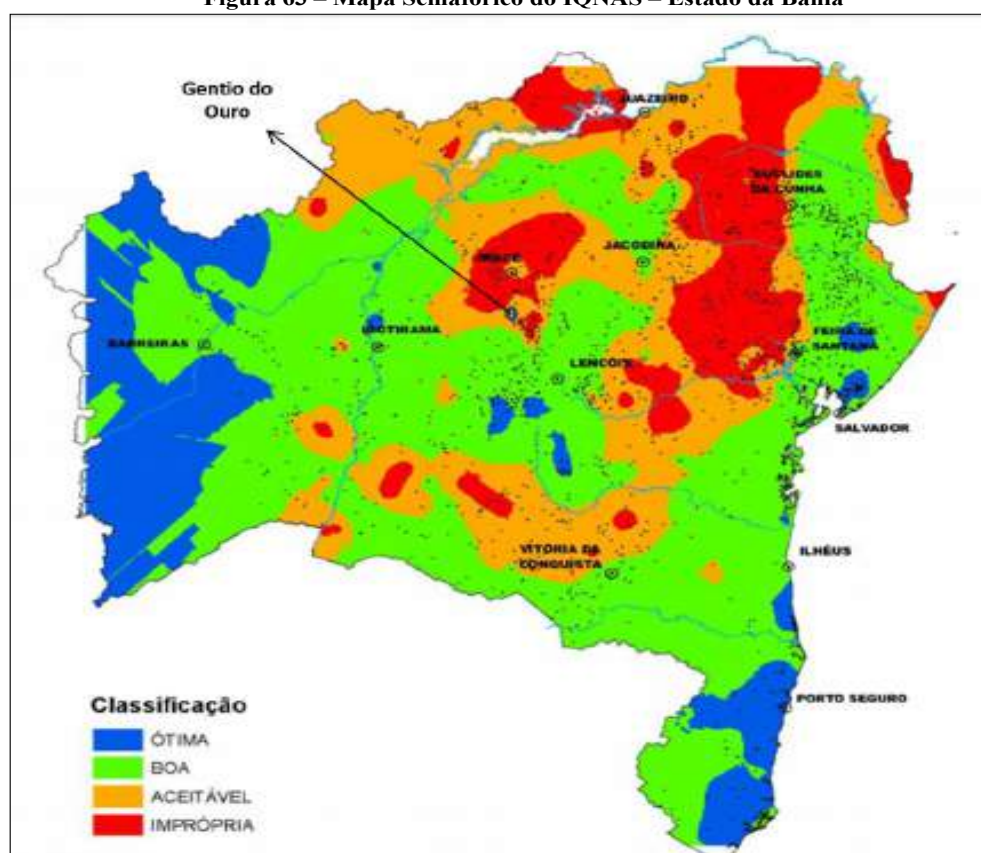 Figura 63 – Mapa Semafórico do IQNAS – Estado da Bahia
Gentio do
Ouro
JUAZEIRO
EUCLIDES
DA CUNHA
JACOBINA
IRECÊ
IBOTIRAMA
BARREIRAS
FEIRA DE
SANTANA
LENÇÓIS
SALVADOR
VITÓRIA DA
CONQUISTA
ILHÉUS
PORTO SEGURO
Classificação
ÓTIMA
BOA
ACEITÁVEL
IMPRÓPRIA